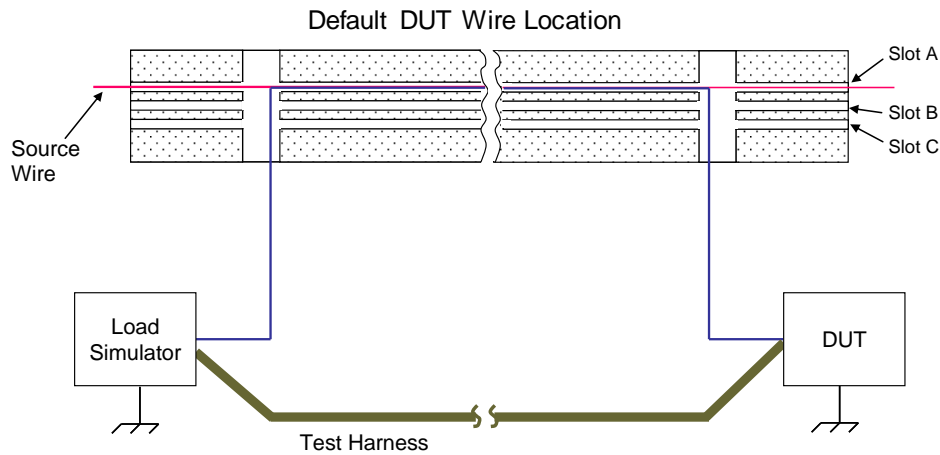 Default DUT Wire Location
Slot A
Slot B
Slot C
Source
Wire
Load
Simulator
DUT
Test Harness